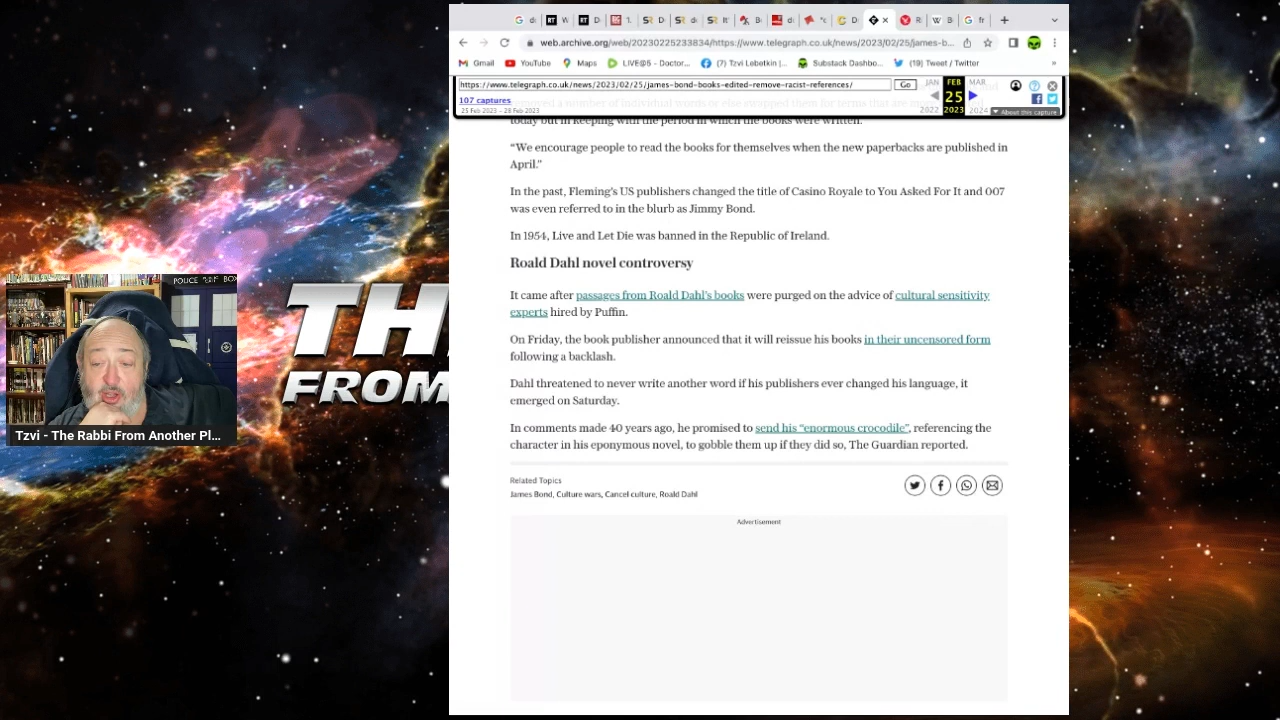 web.archive.org/web/20230225233834/https://www.telegraph.co.uk/news/2023/02/25/james-b...
Gmail YouTube Maps LIVE@5 - Doctor... (7) Tzvi Lebetkin |... Substack Dashbo... (19) Tweet / Twitter »
https://www.telegraph.co.uk/news/2023/02/25/james-bond-books-edited-remove-racist-references/ Go JAN FEB MAR
107 captures 25
25 Feb 2023 – 28 Feb 2023 2022 2023 2024 About this capture
today but in keeping with the period in which the books were written.
“We encourage people to read the books for themselves when the new paperbacks are published in
April.”
In the past, Fleming’s US publishers changed the title of Casino Royale to You Asked For It and 007
was even referred to in the blurb as Jimmy Bond.
In 1954, Live and Let Die was banned in the Republic of Ireland.
Roald Dahl novel controversy
It came after passages from Roald Dahl’s books were purged on the advice of cultural sensitivity
experts hired by Puffin.
On Friday, the book publisher announced that it will reissue his books in their uncensored form
following a backlash.
Dahl threatened to never write another word if his publishers ever changed his language, it
emerged on Saturday.
In comments made 40 years ago, he promised to send his “enormous crocodile”, referencing the
character in his eponymous novel, to gobble them up if they did so, The Guardian reported.
Related Topics
James Bond, Culture wars, Cancel culture, Roald Dahl
Advertisement
POLICE BOX
TH
FROM
Tzvi - The Rabbi From Another Pl...